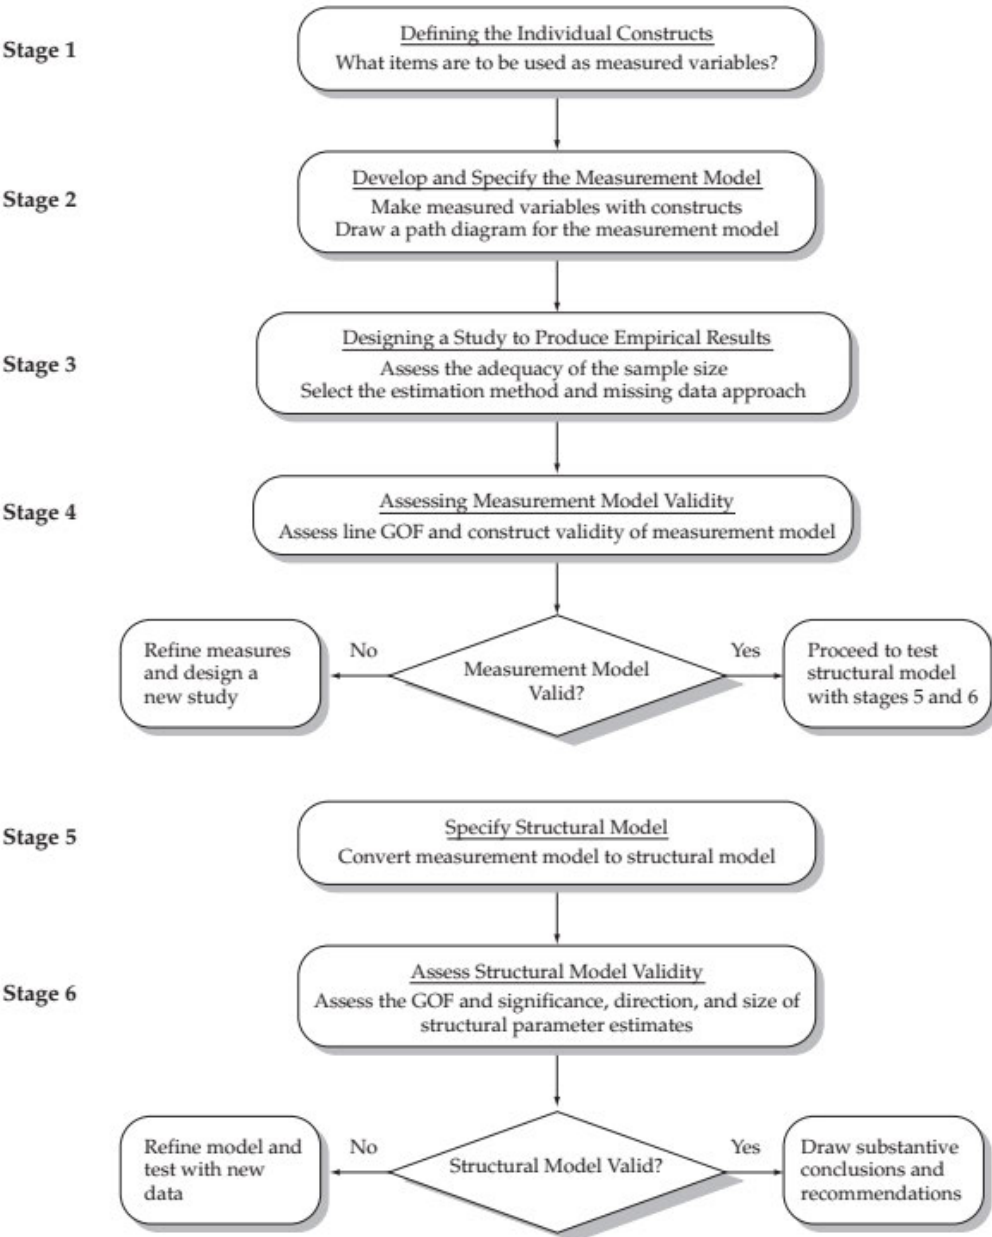 Stage 1
Defining the Individual Constructs
What items are to be used as measured variables?
Stage 2
Develop and Specify the Measurement Model
Make measured variables with constructs
Draw a path diagram for the measurement model
Stage 3
Designing a Study to Produce Empirical Results
Assess the adequacy of the sample size
Select the estimation method and missing data approach
Stage 4
Assessing Measurement Model Validity
Assess line GOF and construct validity of measurement model
Refine measures
and design a
new study
No
Measurement Model
Valid?
Yes
Proceed to test
structural model
with stages 5 and 6
Stage 5
Specify Structural Model
Convert measurement model to structural model
Stage 6
Assess Structural Model Validity
Assess the GOF and significance, direction, and size of
structural parameter estimates
Refine model and
test with new
data
No
Structural Model Valid?
Yes
Draw substantive
conclusions and
recommendations